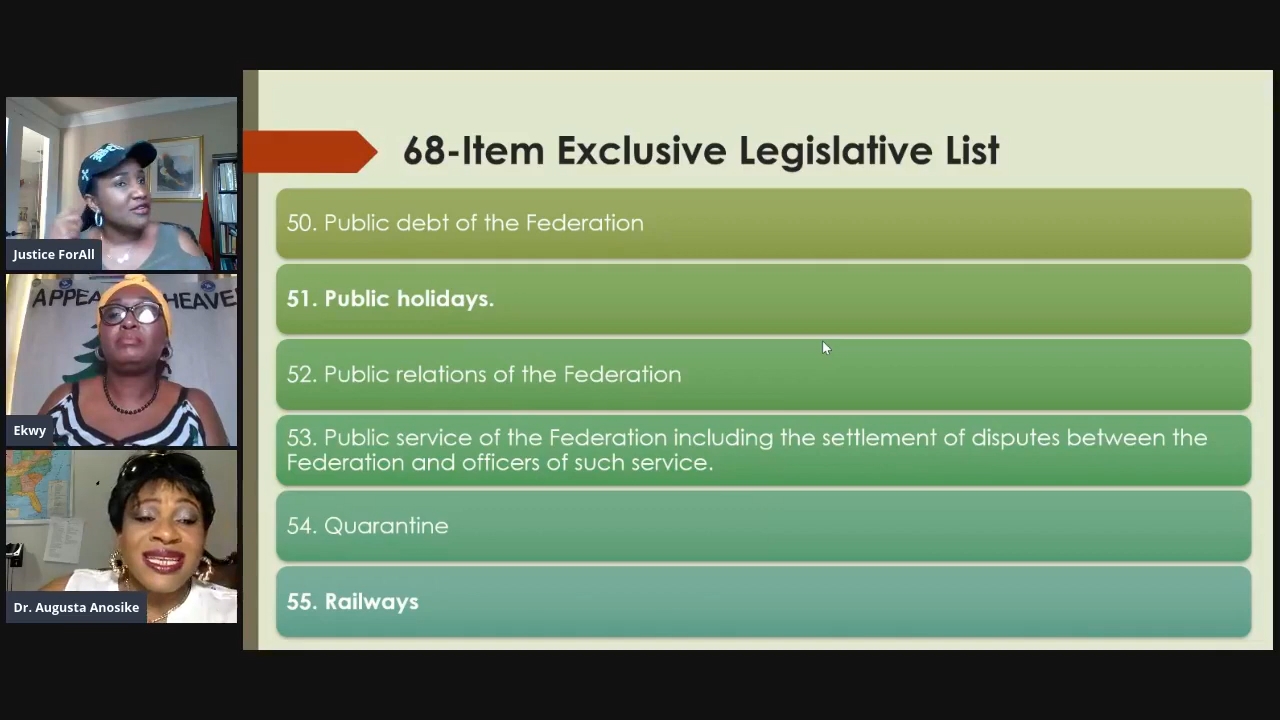 68-Item Exclusive Legislative List
50. Public debt of the Federation
51. Public holidays.
52. Public relations of the Federation
53. Public service of the Federation including the settlement of disputes between the
Federation and officers of such service.
54. Quarantine
55. Railways
Justice ForAll
APPEA HEAVE
Ekwy
Dr. Augusta Anosike